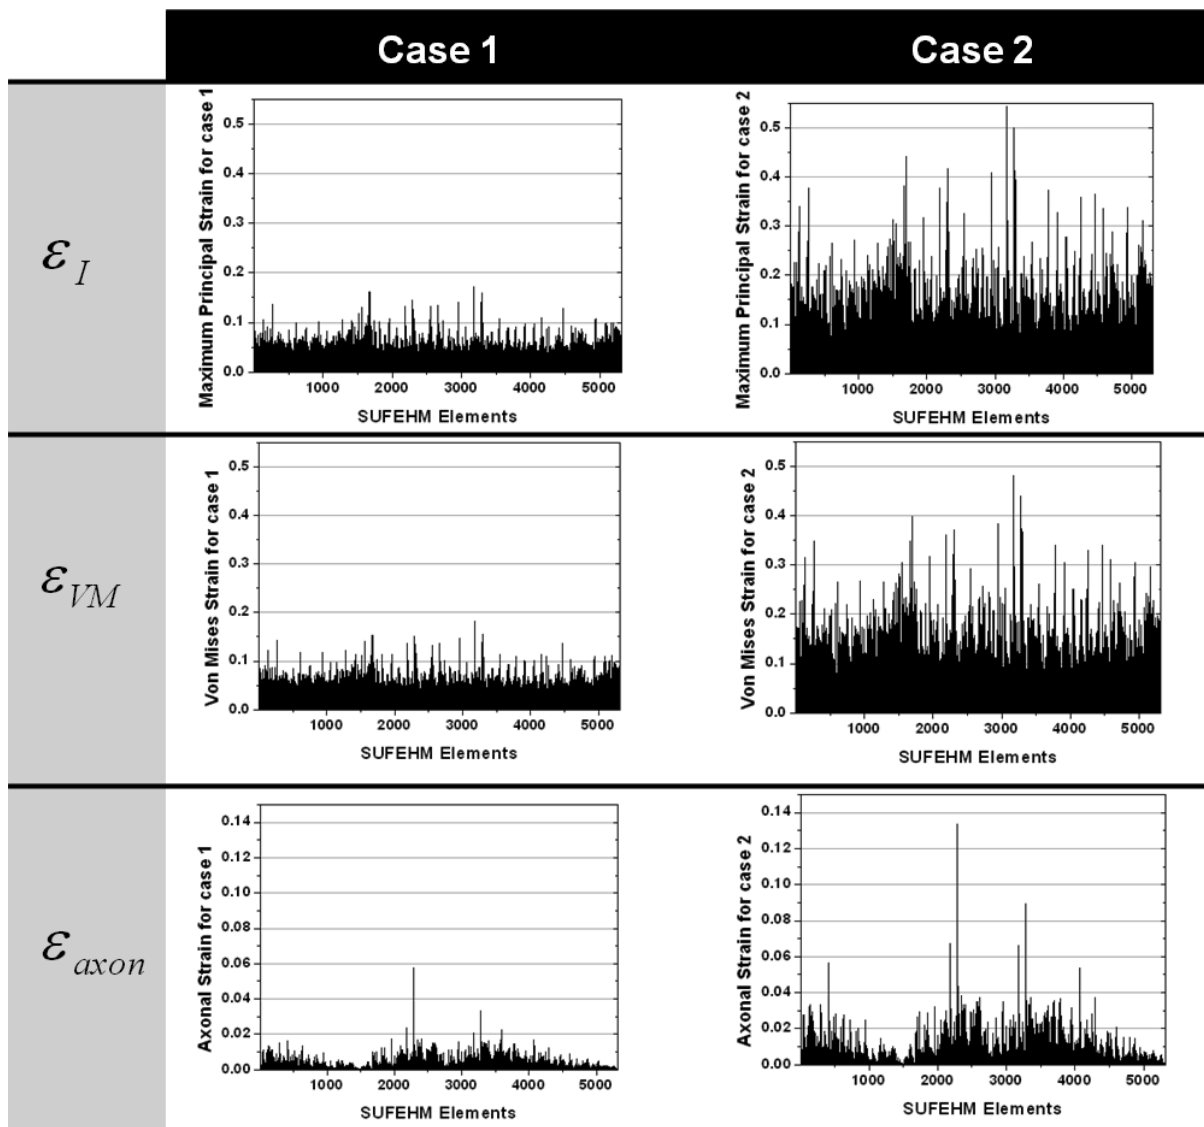 Case 1 Case 2
ε_I
Maximum Principal Strain for case 1
0.5
0.4
0.3
0.2
0.1
0.0
1000 2000 3000 4000 5000
SUFEHM Elements
Maximum Principal Strain for case 2
0.5
0.4
0.3
0.2
0.1
0.0
1000 2000 3000 4000 5000
SUFEHM Elements
ε_VM
Von Mises Strain for case 1
0.5
0.4
0.3
0.2
0.1
0.0
1000 2000 3000 4000 5000
SUFEHM Elements
Von Mises Strain for case 2
0.5
0.4
0.3
0.2
0.1
0.0
1000 2000 3000 4000 5000
SUFEHM Elements
ε_axon
Axonal Strain for case 1
0.14
0.12
0.10
0.08
0.06
0.04
0.02
0.00
1000 2000 3000 4000 5000
SUFEHM Elements
Axonal Strain for case 2
0.14
0.12
0.10
0.08
0.06
0.04
0.02
0.00
1000 2000 3000 4000 5000
SUFEHM Elements